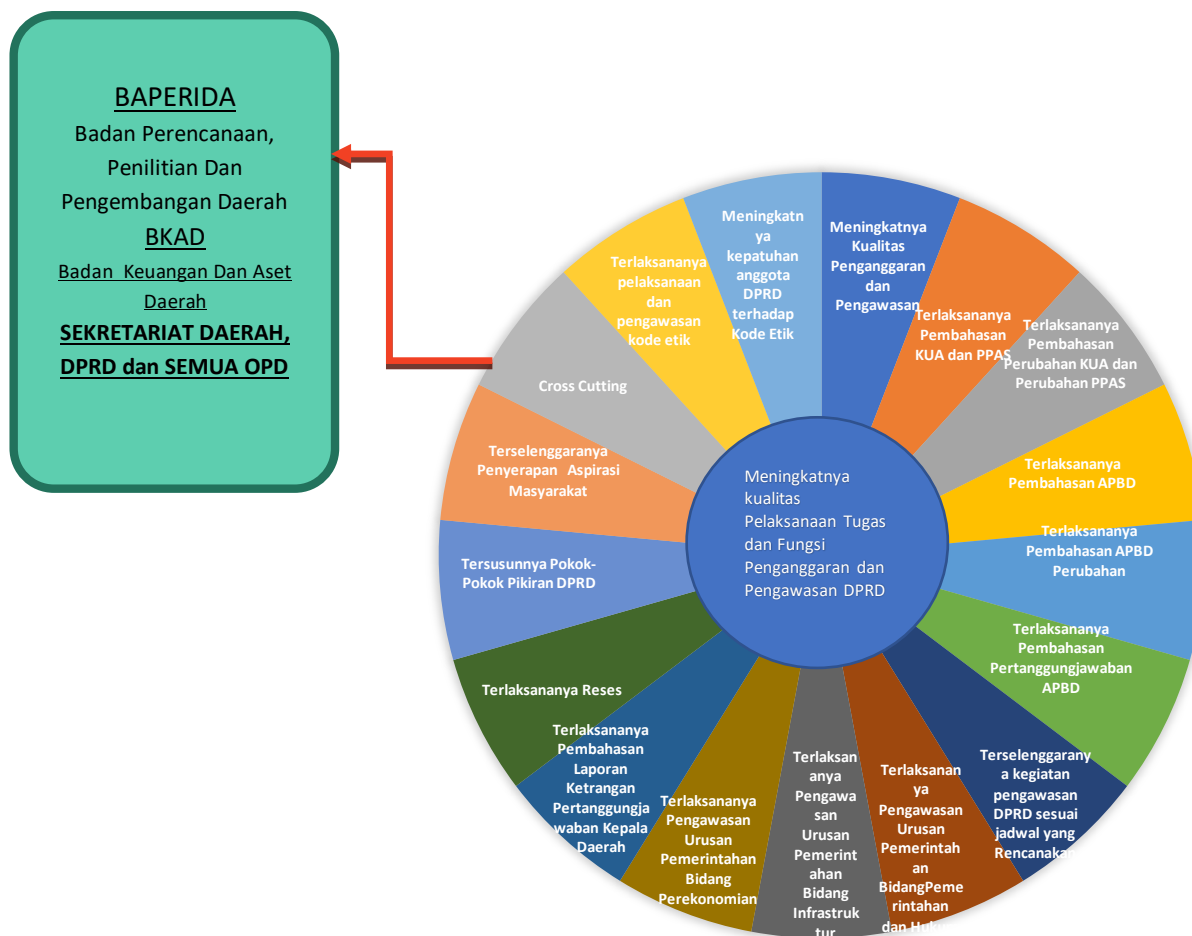 BAPERIDA
Badan Perencanaan,
Penilitian Dan
Pengembangan Daerah
BKAD
Badan Keuangan Dan Aset
Daerah
SEKRETARIAT DAERAH,
DPRD dan SEMUA OPD
Meningkatnya
Kualitas
Penganggaran
dan
Pengawasan
Terlaksananya
Pembahasan
KUA dan PPAS
Terlaksananya
Pembahasan
Perubahan KUA dan
Perubahan PPAS
Terlaksananya
Pembahasan APBD
Terlaksananya
Pembahasan APBD
Perubahan
Terlaksananya
Pembahasan
Pertanggungjawaban
APBD
Terselenggarany
a kegiatan
pengawasan
DPRD sesuai
jadwal yang
Rencanakan
Terlaksanan
ya
Pengawasan
Urusan
Pemerintah
an
BidangPeme
rintahan
dan
Terlaksan
anya
Pengawa
san
Urusan
Pemerint
ahan
Bidang
Infrastruk
tur
Terlaksananya
Pengawasan
Urusan
Pemerintahan
Bidang
Perekonomian
Terlaksananya
Pembahasan
Laporan
Ketrangan
Pertanggungja
waban Kepala
Daerah
Terlaksananya Reses
Tersusunnya Pokok-
Pokok Pikiran DPRD
Terselenggaranya
Penyerapan Aspirasi
Masyarakat
Cross Cutting
Terlaksananya
pelaksanaan
dan
pengawasan
kode etik
Meningkatn
ya
kepatuhan
anggota
DPRD
terhadap
Kode Etik
Meningkatnya
kualitas
Pelaksanaan Tugas
dan Fungsi
Penganggaran dan
Pengawasan DPRD